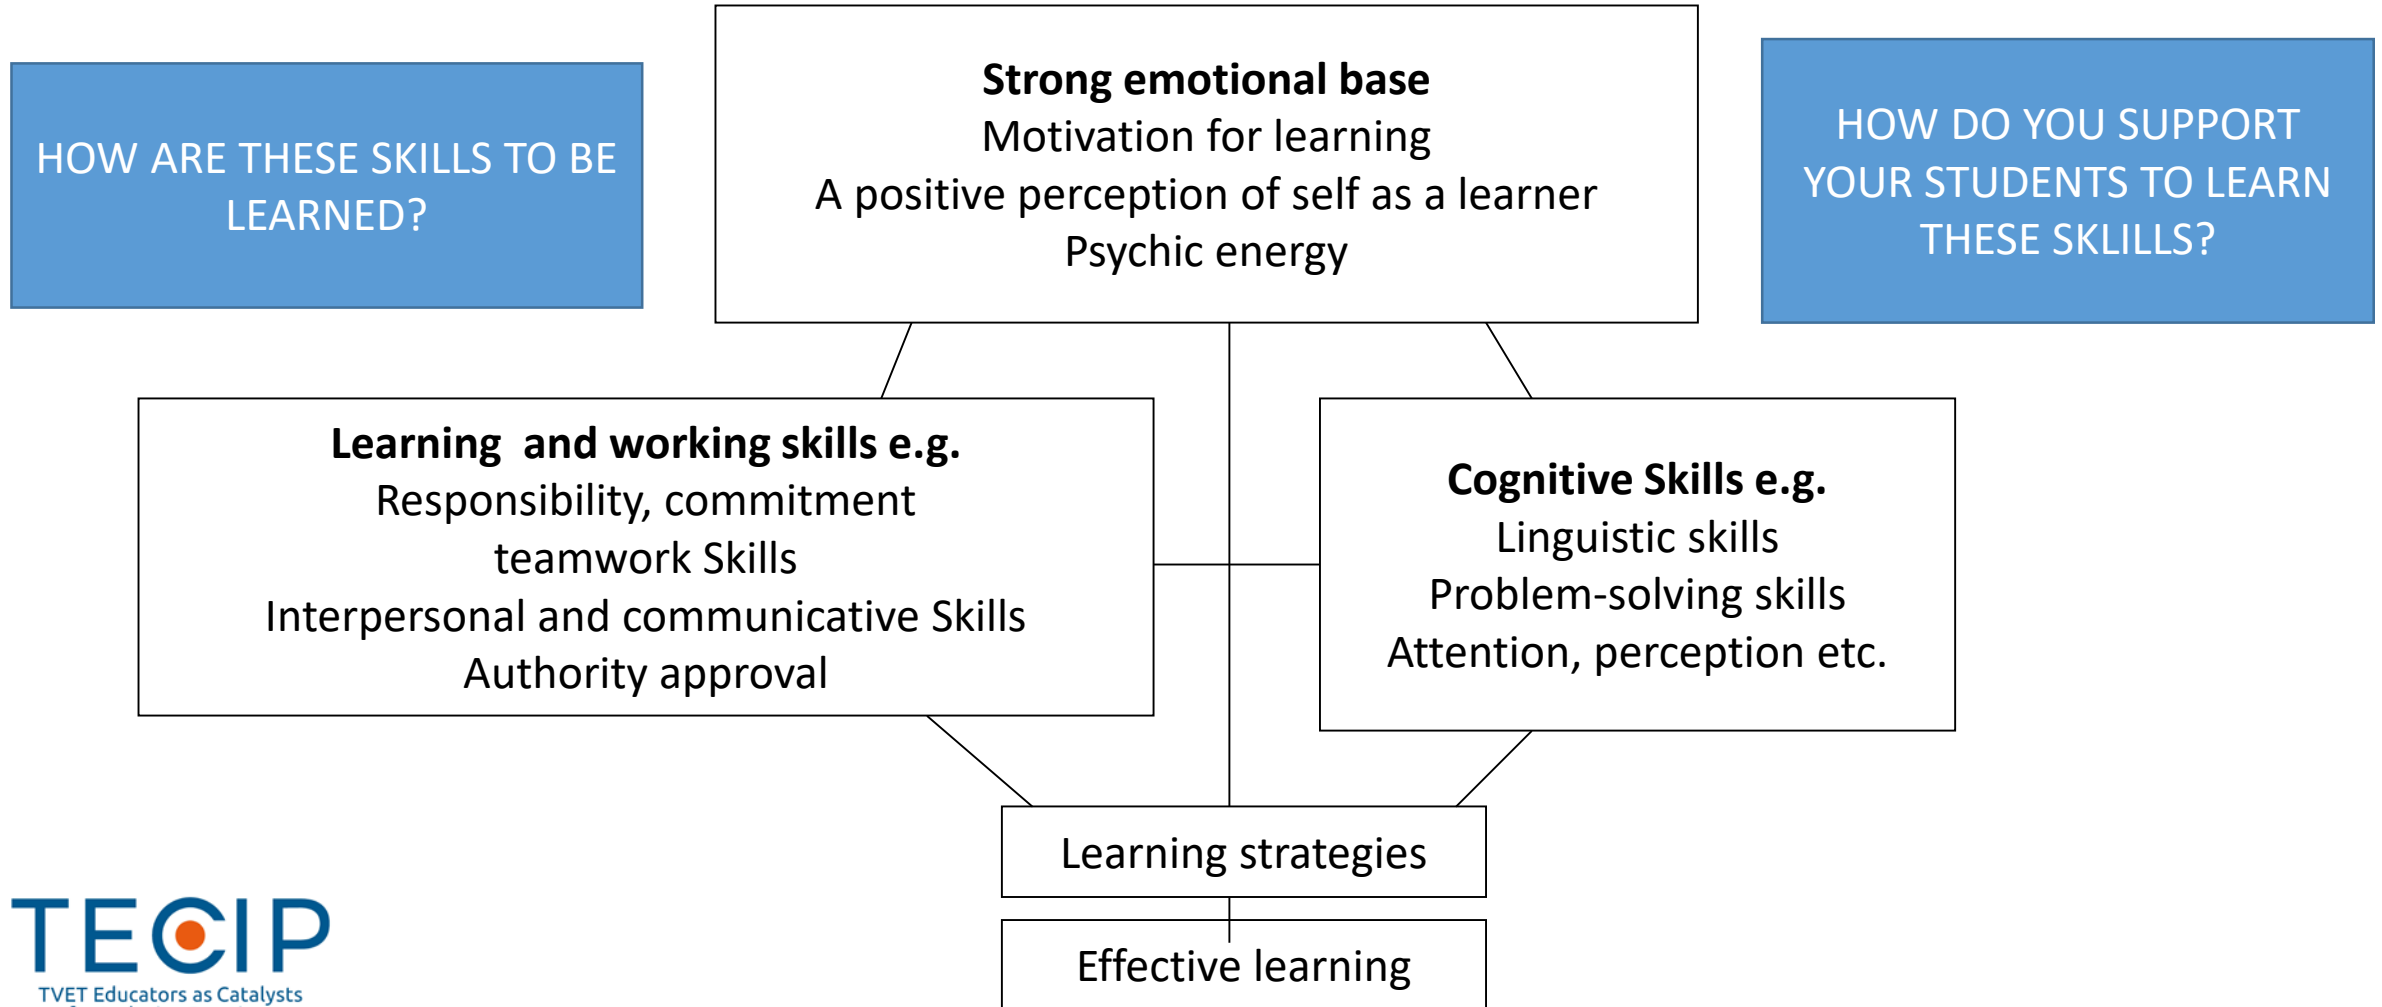 HOW ARE THESE SKILLS TO BE
LEARNED?
Strong emotional base
Motivation for learning
A positive perception of self as a learner
Psychic energy
HOW DO YOU SUPPORT
YOUR STUDENTS TO LEARN
THESE SKLILLS?
Learning and working skills e.g.
Responsibility, commitment
teamwork Skills
Interpersonal and communicative Skills
Authority approval
Cognitive Skills e.g.
Linguistic skills
Problem-solving skills
Attention, perception etc.
Learning strategies
Effective learning
TECIP
TVET Educators as Catalysts